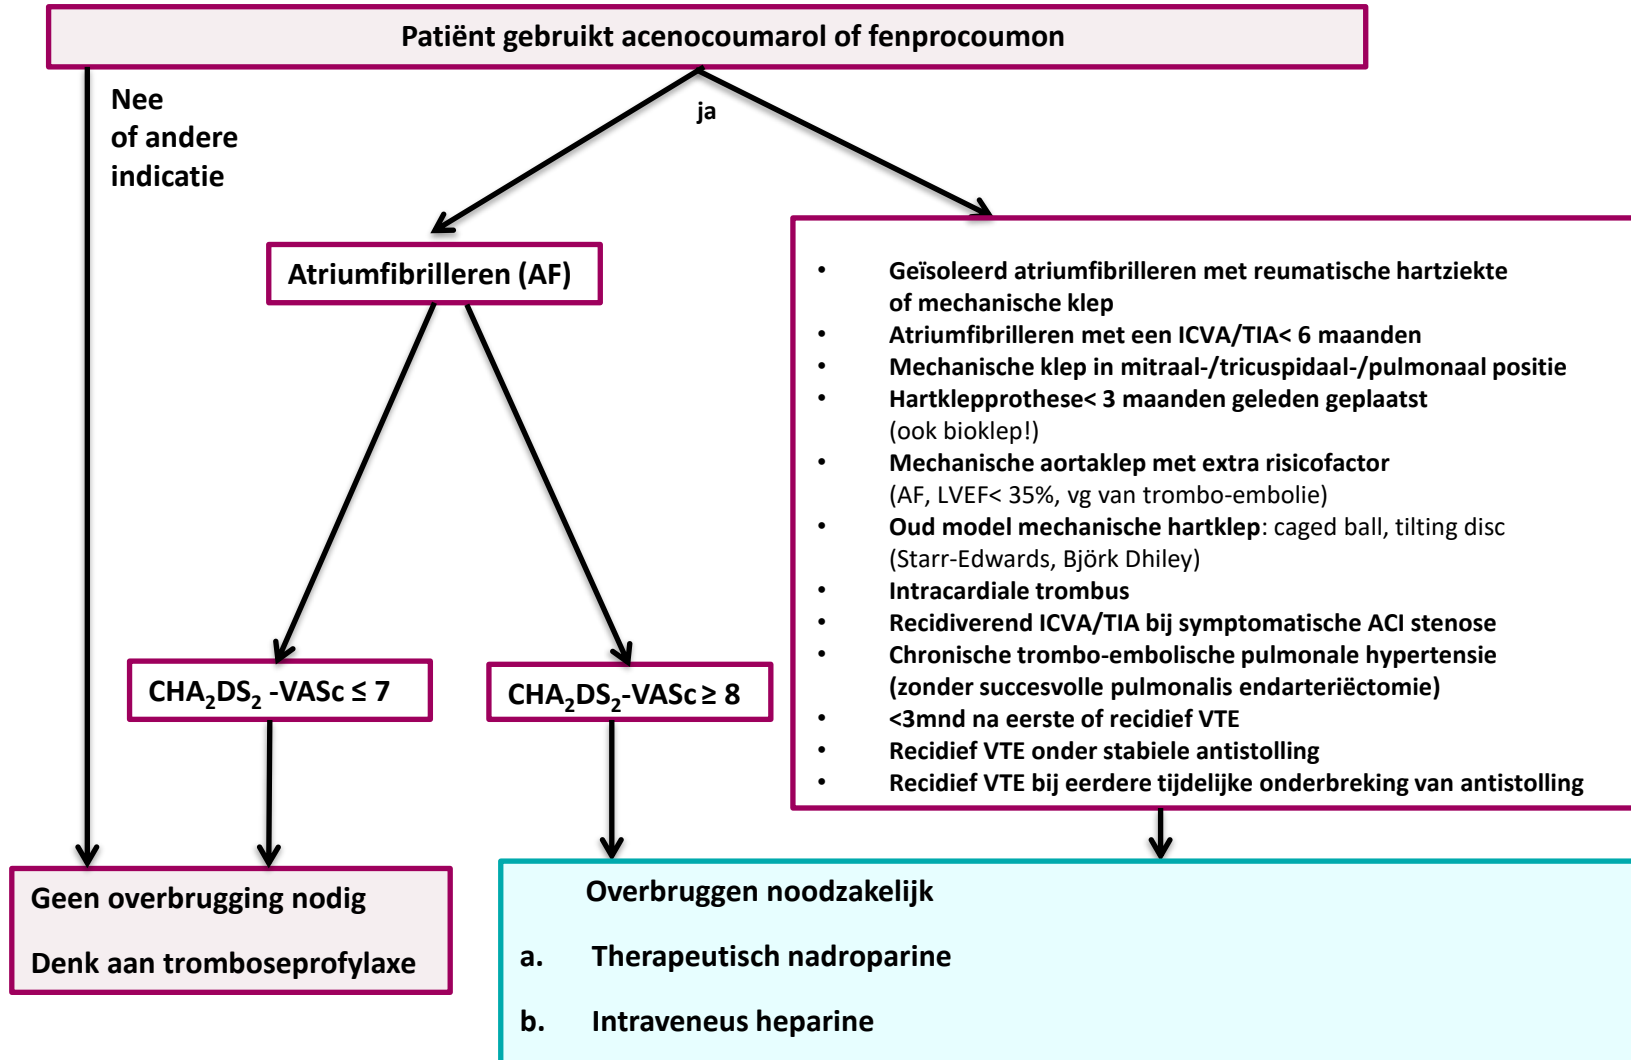 Patiënt gebruikt acenocoumarol of fenprocoumon
Nee
of andere
indicatie
ja
Atriumfibrilleren (AF)
• Geïsoleerd atriumfibrilleren met reumatische hartziekte
of mechanische klep
• Atriumfibrilleren met een ICVA/TIA< 6 maanden
• Mechanische klep in mitraal-/tricuspidaal-/pulmonaal positie
• Hartklepprothese< 3 maanden geleden geplaatst
(ook bioklep!)
• Mechanische aortaklep met extra risicofactor
(AF, LVEF< 35%, vg van trombo-embolie)
• Oud model mechanische hartklep: caged ball, tilting disc
(Starr-Edwards, Björk Dhiley)
• Intracardiale trombus
• Recidiverend ICVA/TIA bij symptomatische ACI stenose
• Chronische trombo-embolische pulmonale hypertensie
(zonder succesvolle pulmonalis endarteriëctomie)
• <3mnd na eerste of recidief VTE
• Recidief VTE onder stabiele antistolling
• Recidief VTE bij eerdere tijdelijke onderbreking van antistolling
CHA₂DS₂ -VASc ≤ 7
CHA₂DS₂-VASc ≥ 8
Geen overbrugging nodig
Denk aan tromboseprofylaxe
Overbruggen noodzakelijk
a. Therapeutisch nadroparine
b. Intraveneus heparine